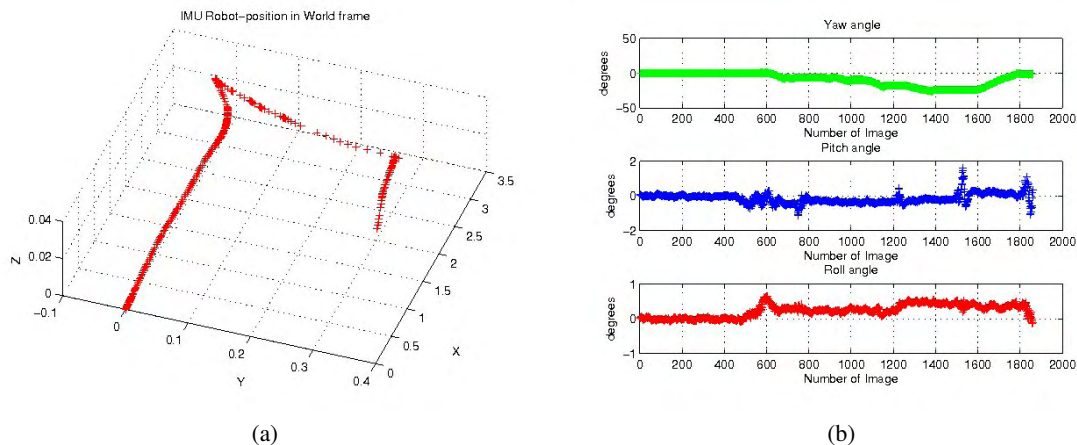 IMU Robot-position in World frame
0.04
0.02
0
Z
-0.1
0
0.1
0.2
0.3
0.4
Y
0
0.5
1
1.5
2
2.5
3
3.5
X
(a)
Yaw angle
50
0
-50
degrees
0 200 400 600 800 1000 1200 1400 1600 1800 2000
Number of Image
Pitch angle
2
0
-2
degrees
0 200 400 600 800 1000 1200 1400 1600 1800 2000
Number of Image
Roll angle
1
0
-1
degrees
0 200 400 600 800 1000 1200 1400 1600 1800 2000
Number of Image
(b)